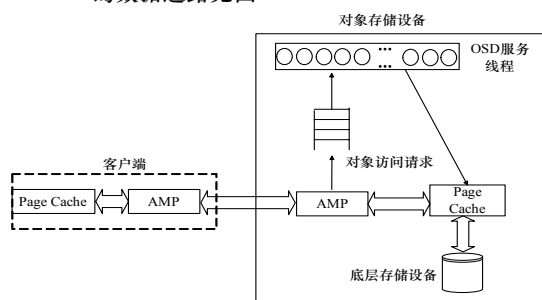 对象存储设备
OSD服务
线程
...
...
对象访问请求
客户端
Page Cache
AMP
AMP
Page
Cache
底层存储设备